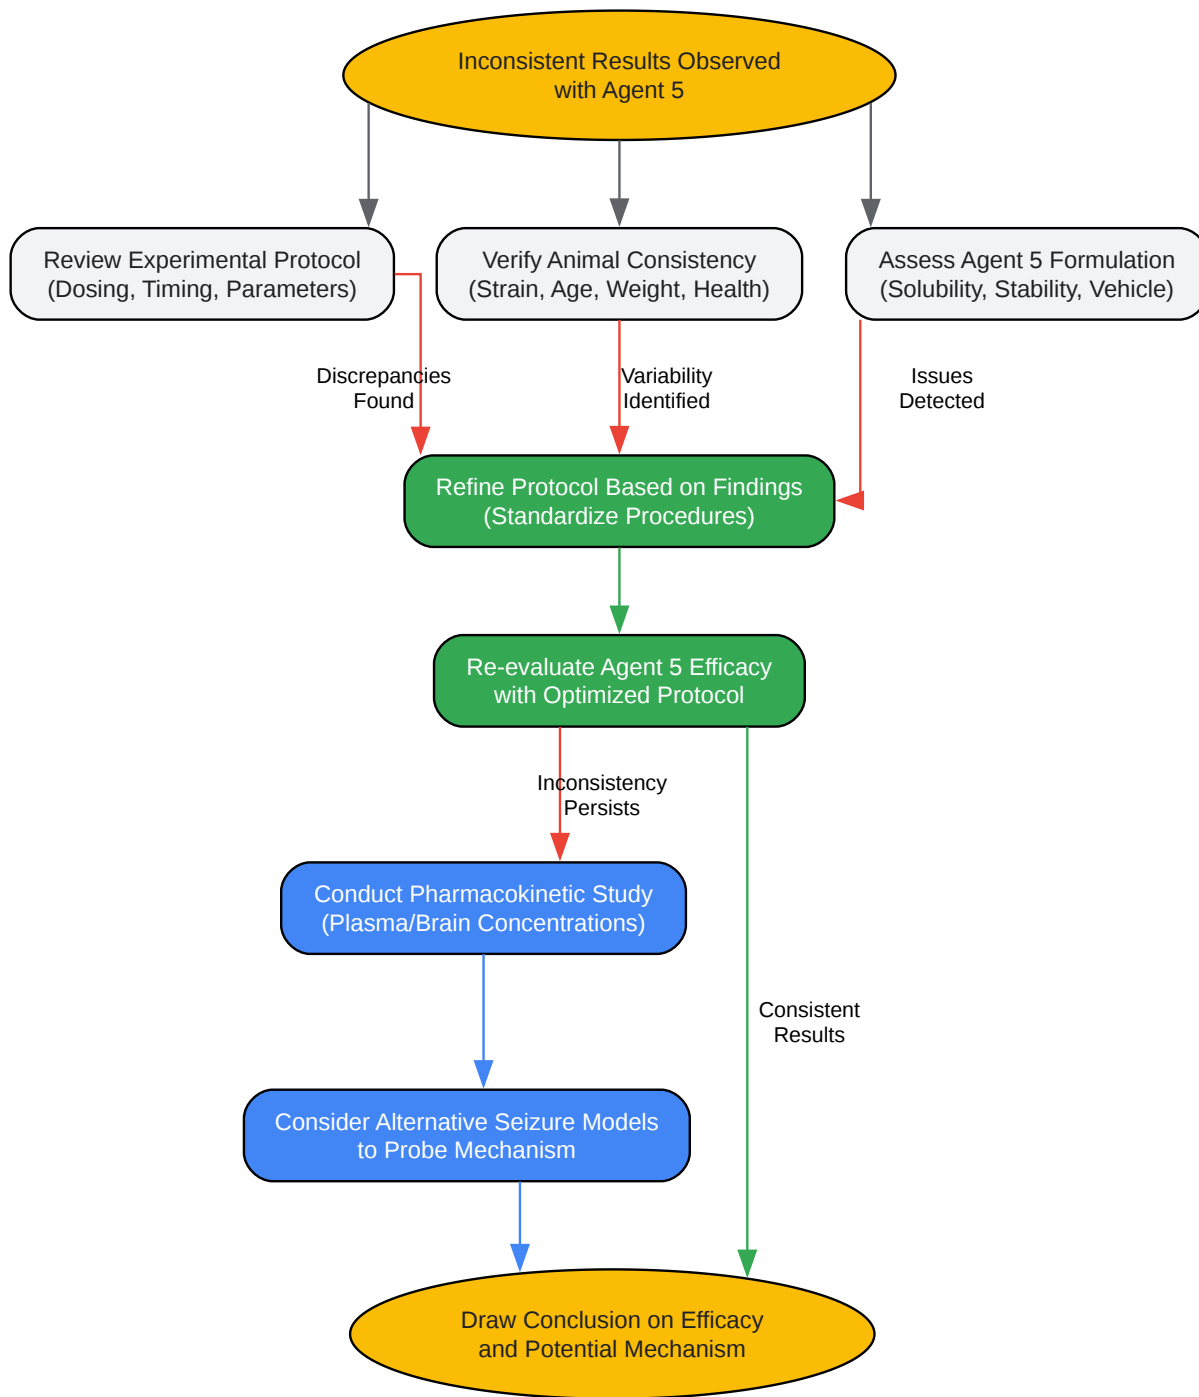 Inconsistent Results Observed
with Agent 5
Review Experimental Protocol
(Dosing, Timing, Parameters)
Verify Animal Consistency
(Strain, Age, Weight, Health)
Assess Agent 5 Formulation
(Solubility, Stability, Vehicle)
Discrepancies
Found
Variability
Identified
Issues
Detected
Refine Protocol Based on Findings
(Standardize Procedures)
Re-evaluate Agent 5 Efficacy
with Optimized Protocol
Inconsistency
Persists
Conduct Pharmacokinetic Study
(Plasma/Brain Concentrations)
Consistent
Results
Consider Alternative Seizure Models
to Probe Mechanism
Draw Conclusion on Efficacy
and Potential Mechanism